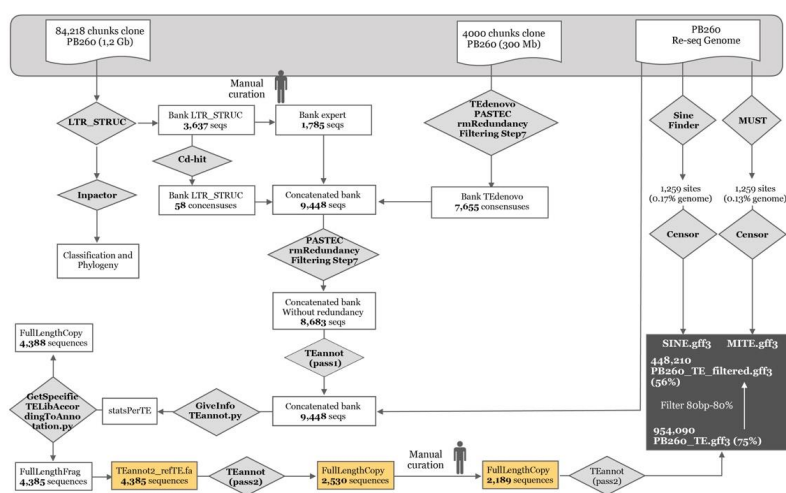 84,218 chunks clone
PB260 (1,2 Gb)
4000 chunks clone
PB260 (300 Mb)
PB260
Re-seq Genome
Manual
curation
LTR_STRUC
Bank LTR_STRUC
3,637 seqs
Bank expert
1,785 seqs
TEdenovo
PASTEC
rmRedundancy
Filtering Step7
Sine
Finder
MUST
Cd-hit
Inpactor
Bank LTR_STRUC
58 concensuses
Concatenated bank
9,448 seqs
Bank TEdenovo
7,655 consensuses
1,259 sites
(0.17% genome)
1,259 sites
(0.13% genome)
Classification and
Phylogeny
PASTEC
rmRedundancy
Filtering Step7
Censor
Censor
Concatenated bank
Without redundancy
8,683 seqs
FullLengthCopy
4,388 sequences
TEannot
(pass1)
SINE.gff3
MITE.gff3
448,210
PB260_TE_filtered.gff3
(56%)
Filter 80bp-80%
954,090
PB260_TE.gff3 (75%)
GetSpecific
TELibAccor
dingToAnno
tation.py
statsPerTE
GiveInfo
TEannot.py
Concatenated bank
9,448 seqs
FullLengthFrag
4,385 sequences
TEannot2_refTE.fa
4,385 sequences
TEannot
(pass2)
FullLengthCopy
2,530 sequences
Manual
curation
FullLengthCopy
2,189 sequences
TEannot
(pass2)